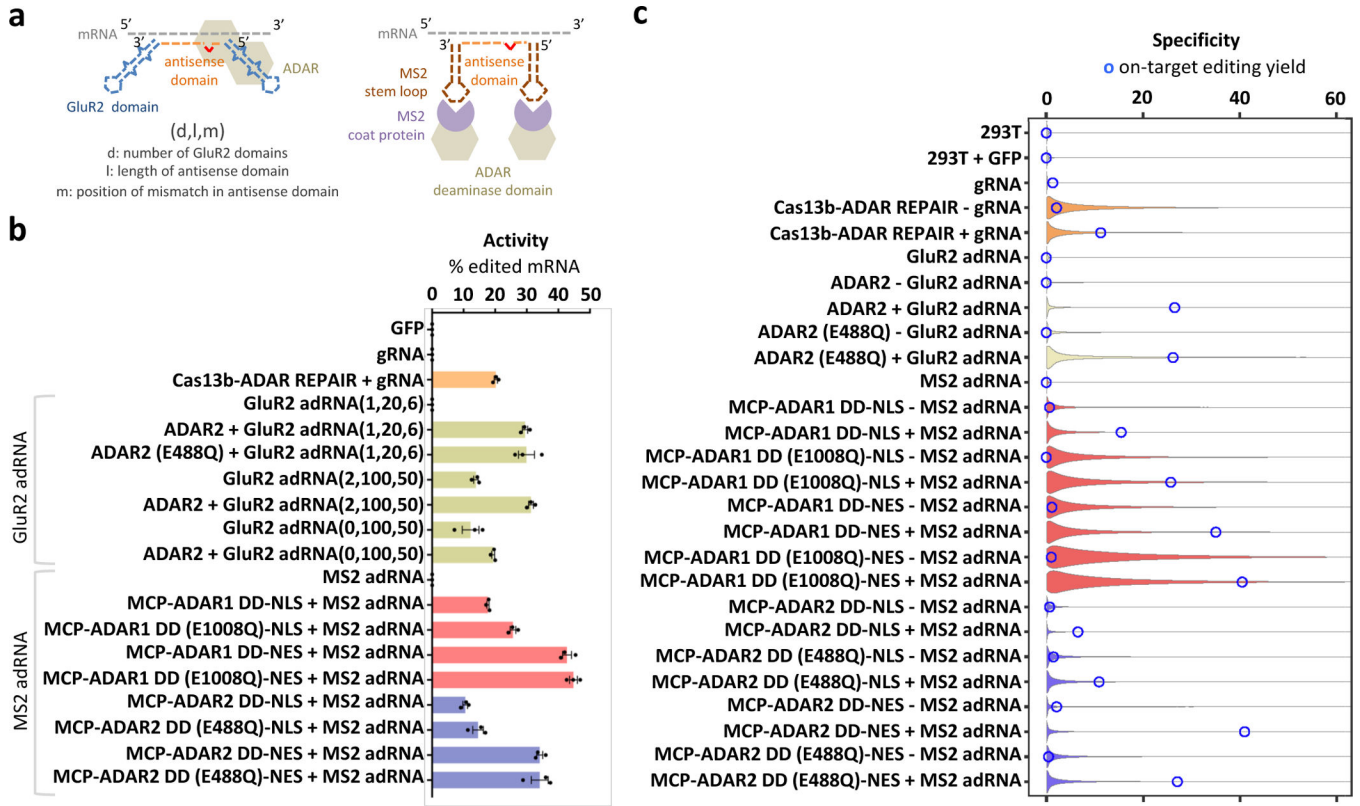 a
5’
3’
mRNA
3’
5’
antisense
domain
ADAR
GluR2 domain
(d,l,m)
d: number of GluR2 domains
l: length of antisense domain
m: position of mismatch in antisense domain
5’
3’
mRNA
3’
5’
antisense
domain
MS2
stem loop
MS2
coat protein
ADAR
deaminase domain
b
Activity
% edited mRNA
0 10 20 30 40 50
GFP
gRNA
Cas13b-ADAR REPAIR + gRNA
GluR2 adRNA
GluR2 adRNA(1,20,6)
ADAR2 + GluR2 adRNA(1,20,6)
ADAR2 (E488Q) + GluR2 adRNA(1,20,6)
GluR2 adRNA(2,100,50)
ADAR2 + GluR2 adRNA(2,100,50)
GluR2 adRNA(0,100,50)
ADAR2 + GluR2 adRNA(0,100,50)
MS2 adRNA
MS2 adRNA
MCP-ADAR1 DD-NLS + MS2 adRNA
MCP-ADAR1 DD (E1008Q)-NLS + MS2 adRNA
MCP-ADAR1 DD-NES + MS2 adRNA
MCP-ADAR1 DD (E1008Q)-NES + MS2 adRNA
MCP-ADAR2 DD-NLS + MS2 adRNA
MCP-ADAR2 DD (E488Q)-NLS + MS2 adRNA
MCP-ADAR2 DD-NES + MS2 adRNA
MCP-ADAR2 DD (E488Q)-NES + MS2 adRNA
c
Specificity
on-target editing yield
0 20 40 60
293T
293T + GFP
gRNA
Cas13b-ADAR REPAIR - gRNA
Cas13b-ADAR REPAIR + gRNA
GluR2 adRNA
ADAR2 - GluR2 adRNA
ADAR2 + GluR2 adRNA
ADAR2 (E488Q) - GluR2 adRNA
ADAR2 (E488Q) + GluR2 adRNA
MS2 adRNA
MCP-ADAR1 DD-NLS - MS2 adRNA
MCP-ADAR1 DD-NLS + MS2 adRNA
MCP-ADAR1 DD (E1008Q)-NLS - MS2 adRNA
MCP-ADAR1 DD (E1008Q)-NLS + MS2 adRNA
MCP-ADAR1 DD-NES - MS2 adRNA
MCP-ADAR1 DD-NES + MS2 adRNA
MCP-ADAR1 DD (E1008Q)-NES - MS2 adRNA
MCP-ADAR1 DD (E1008Q)-NES + MS2 adRNA
MCP-ADAR2 DD-NLS - MS2 adRNA
MCP-ADAR2 DD-NLS + MS2 adRNA
MCP-ADAR2 DD (E488Q)-NLS - MS2 adRNA
MCP-ADAR2 DD (E488Q)-NLS + MS2 adRNA
MCP-ADAR2 DD-NES - MS2 adRNA
MCP-ADAR2 DD-NES + MS2 adRNA
MCP-ADAR2 DD (E488Q)-NES - MS2 adRNA
MCP-ADAR2 DD (E488Q)-NES + MS2 adRNA